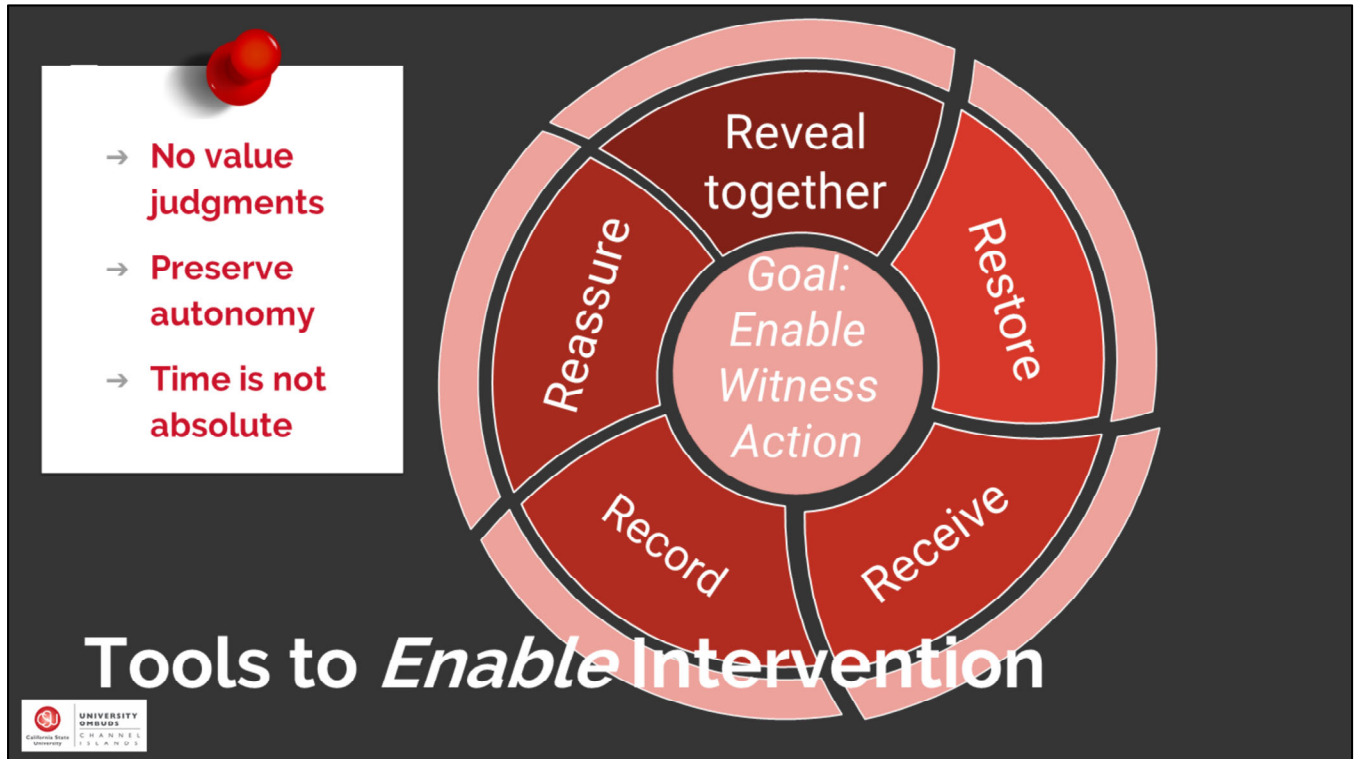 ➔ No value
judgments
➔ Preserve
autonomy
➔ Time is not
absolute
Reveal
together
Restore
Receive
Record
Reassure
Goal:
Enable
Witness
Action
Tools to Enable Intervention
CSU
California State
University
UNIVERSITY
OMBUDS
CHANNEL
ISLANDS